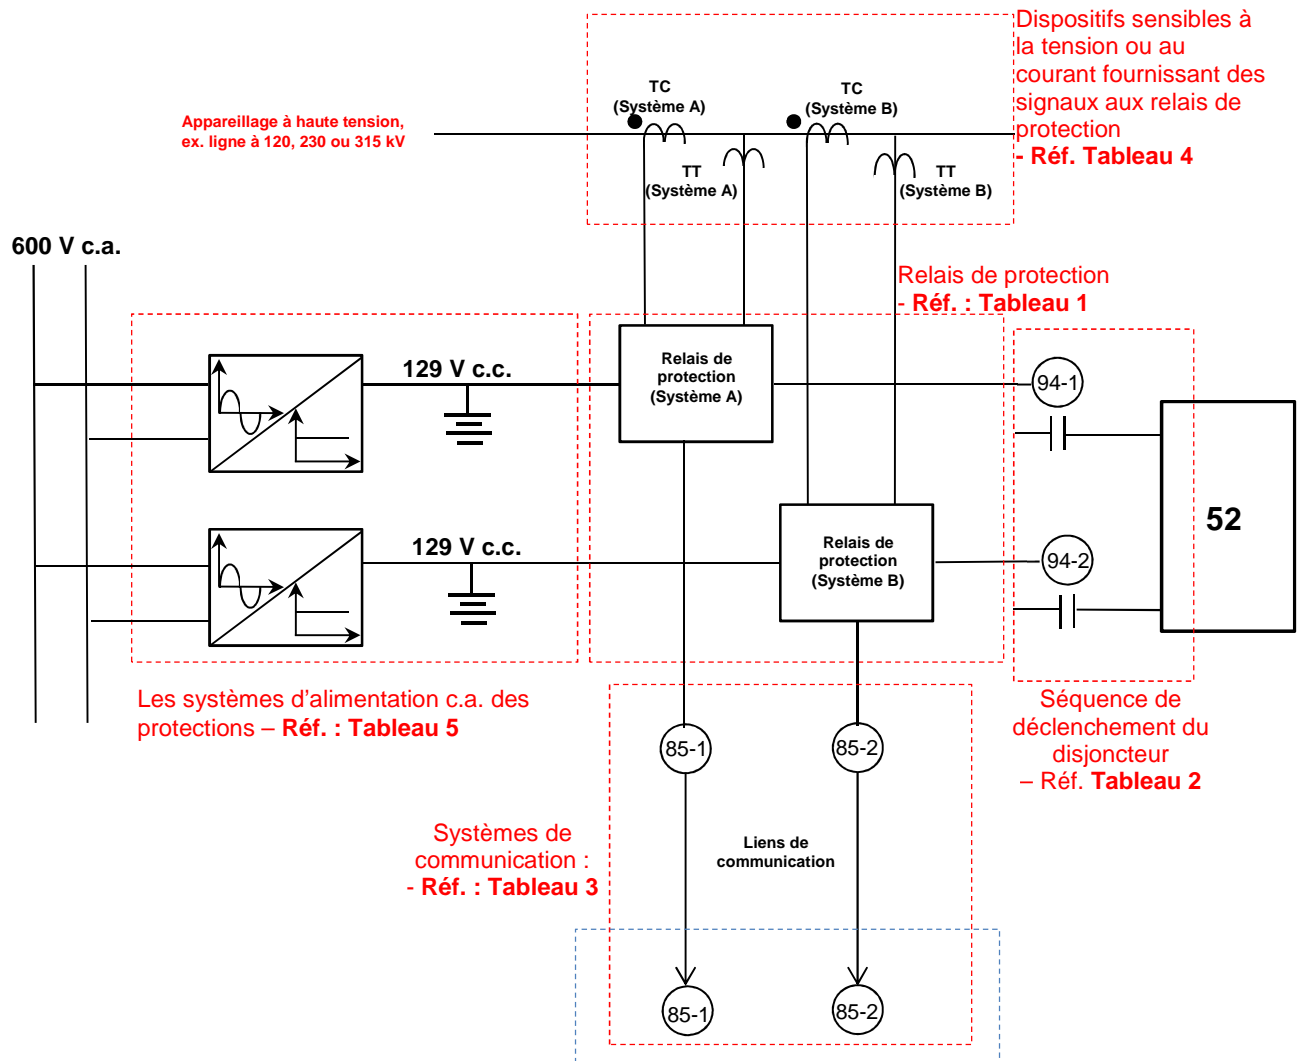 Dispositifs sensibles à
la tension ou au
courant fournissant des
signaux aux relais de
protection
- Réf. Tableau 4
TC
(Système A)
TC
(Système B)
Appareillage à haute tension,
ex. ligne à 120, 230 ou 315 kV
TT
(Système A)
TT
(Système B)
600 V c.a.
Relais de protection
- Réf. : Tableau 1
129 V c.c.
Relais de
protection
(Système A)
94-1
52
129 V c.c.
Relais de
protection
(Système B)
94-2
Les systèmes d’alimentation c.a. des
protections – Réf. : Tableau 5
Séquence de
déclenchement du
disjoncteur
– Réf. Tableau 2
85-1
85-2
Systèmes de
communication :
- Réf. : Tableau 3
Liens de
communication
85-1
85-2